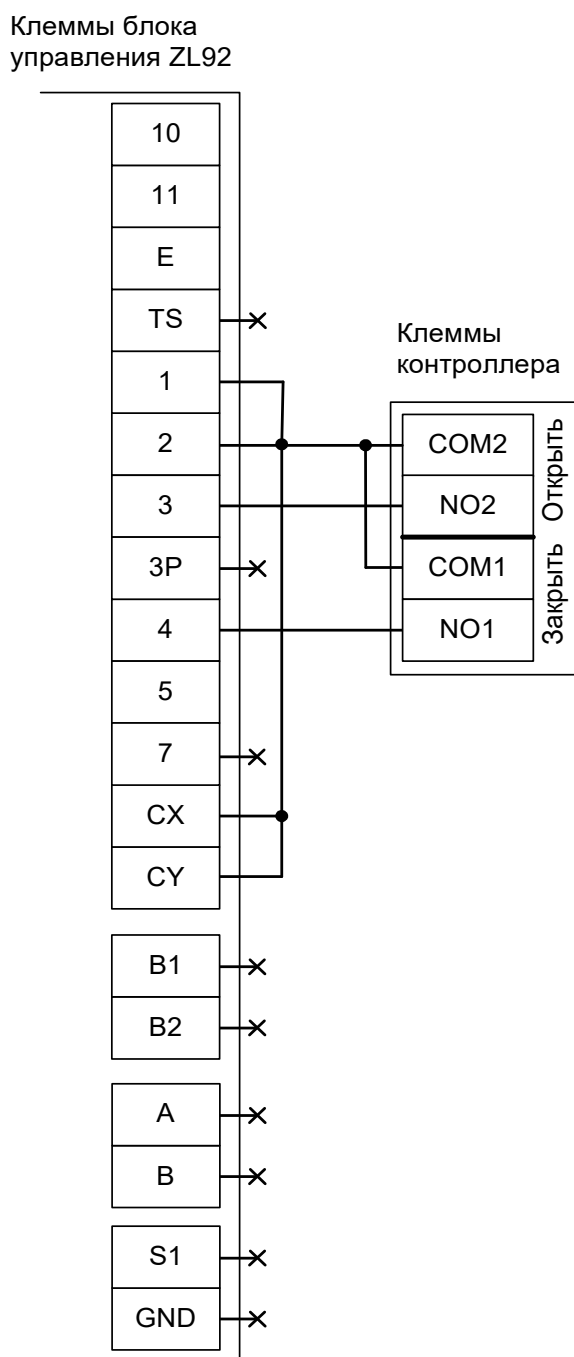 Клеммы блока
управления ZL92
10
11
E
TS
1
2
3
3P
4
5
7
CX
CY
B1
B2
A
B
S1
GND
Клеммы
контроллера
COM2
NO2
COM1
NO1
Открыть
Закрыть